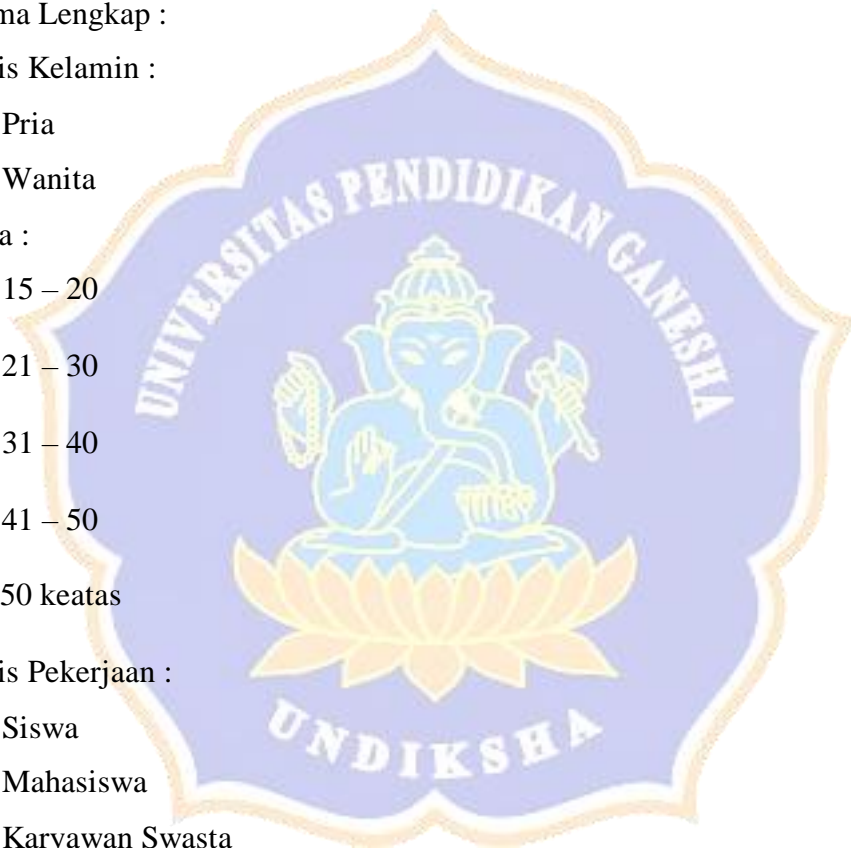 ma Lengkap :
is Kelamin :
Pria
Wanita
a :
15 – 20
21 – 30
31 – 40
41 – 50
50 keatas
is Pekerjaan :
Siswa
Mahasiswa
Karyawan Swasta
UNIVERSITAS PENDIDIKAN GANESHA
UNDIKSHA